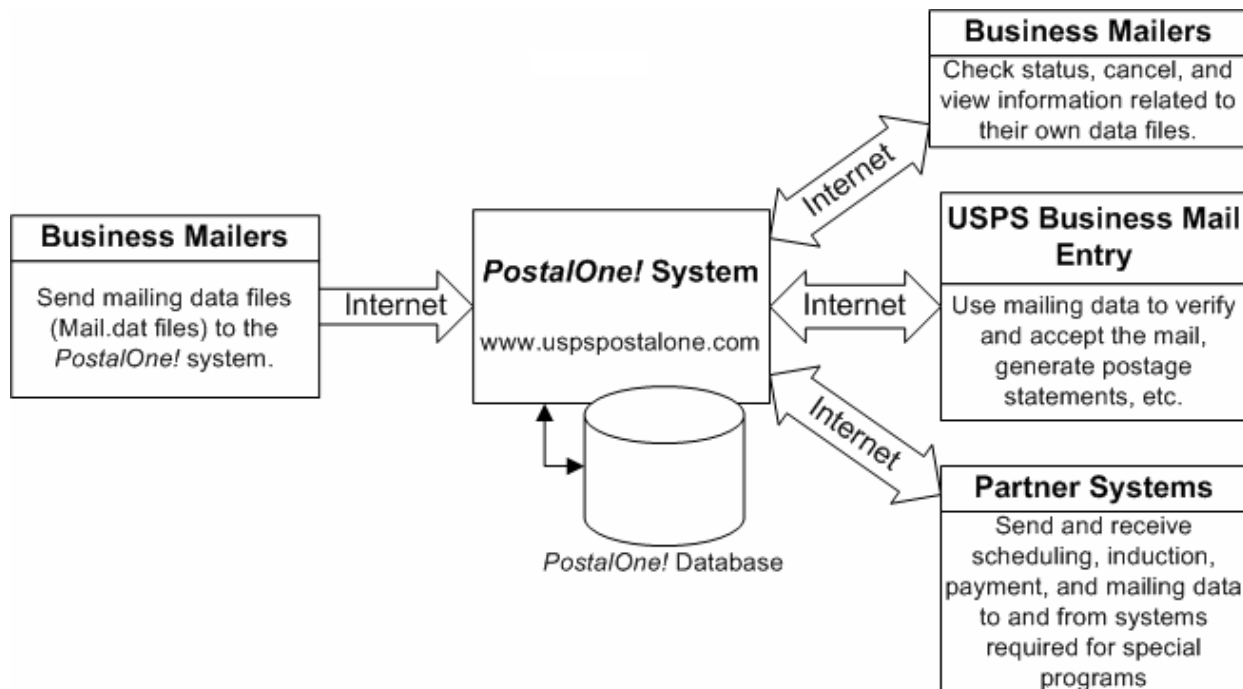 Business Mailers
Send mailing data files
(Mail.dat files) to the
PostalOne! system.
Internet
PostalOne! System
www.uspspostalone.com
PostalOne! Database
Internet
Business Mailers
Check status, cancel, and
view information related to
their own data files.
Internet
USPS Business Mail
Entry
Use mailing data to verify
and accept the mail,
generate postage
statements, etc.
Internet
Partner Systems
Send and receive
scheduling, induction,
payment, and mailing data
to and from systems
required for special
programs